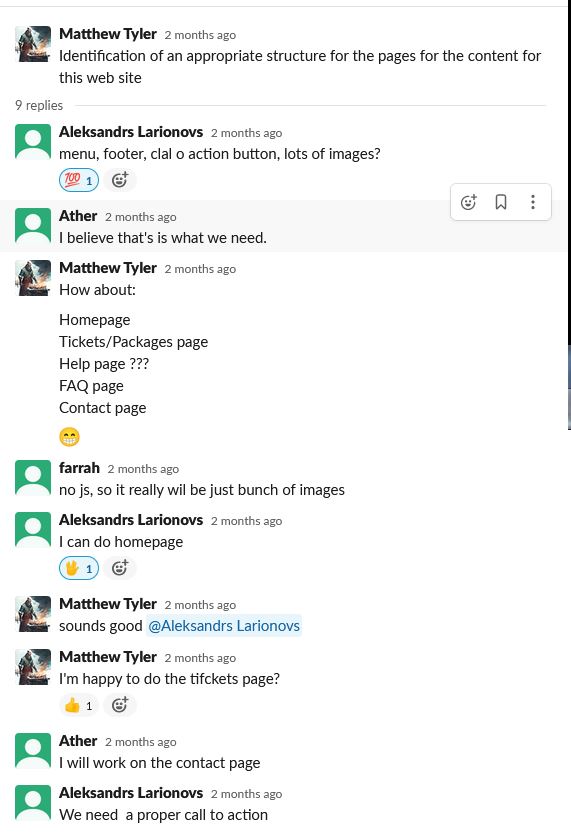 Matthew Tyler 2 months ago
Identification of an appropriate structure for the pages for the content for
this web site
9 replies
Aleksandrs Larionovs 2 months ago
menu, footer, clal o action button, lots of images?
💯 1
Ather 2 months ago
I believe that's is what we need.
Matthew Tyler 2 months ago
How about:
Homepage
Tickets/Packages page
Help page ???
FAQ page
Contact page
😁
farrah 2 months ago
no js, so it really wil be just bunch of images
Aleksandrs Larionovs 2 months ago
I can do homepage
🖖 1
Matthew Tyler 2 months ago
sounds good @Aleksandrs Larionovs
Matthew Tyler 2 months ago
I'm happy to do the tifckets page?
👍 1
Ather 2 months ago
I will work on the contact page
Aleksandrs Larionovs 2 months ago
We need a proper call to action